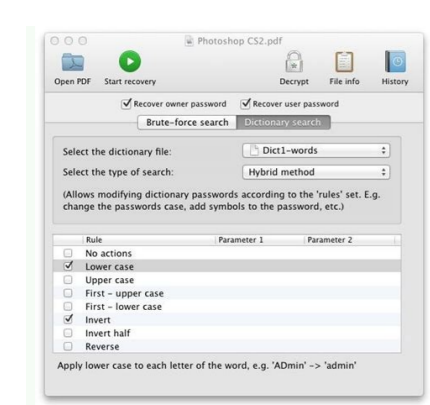 Photoshop CS2.pdf
Open PDF Start recovery Decrypt File info History
Recover owner password Recover user password
Brute-force search Dictionary search
Select the dictionary file: Dict1-words
Select the type of search: Hybrid method
(Allows modifying dictionary passwords according to the 'rules' set. E.g.
change the passwords case, add symbols to the password, etc.)
Rule Parameter 1 Parameter 2
No actions
Lower case
Upper case
First - upper case
First - lower case
Invert
Invert half
Reverse
Apply lower case to each letter of the word, e.g. 'ADmin' -> 'admin'